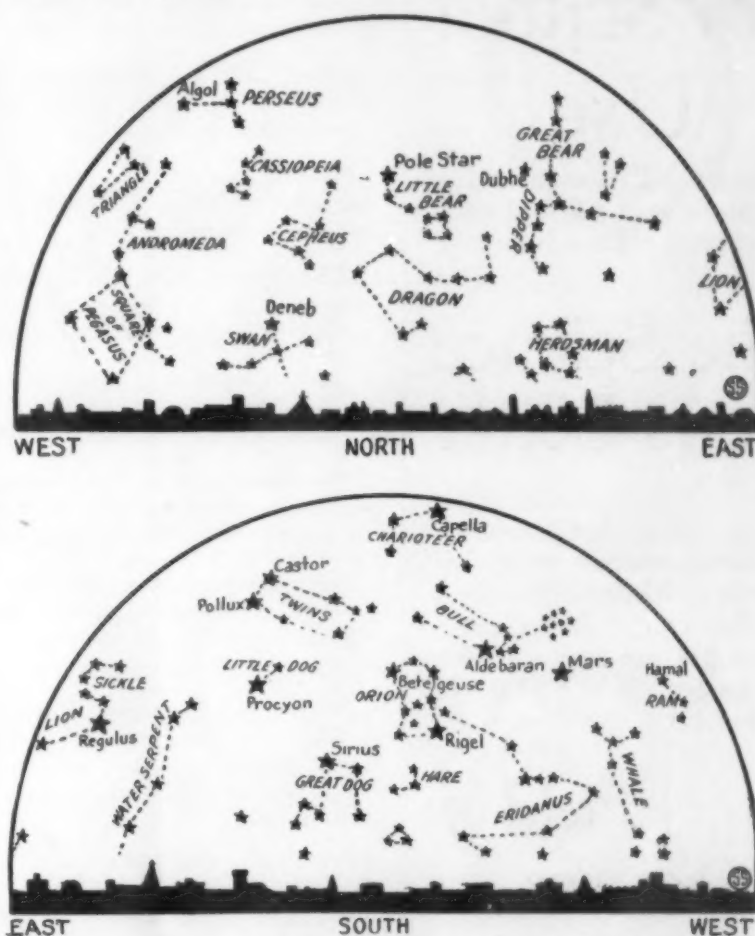 Algol
PERSEUS
TRIANGLE
CASSIOPEIA
Pole Star
LITTLE
BEAR
GREAT
BEAR
Dubhe
DIPPER
ANDROMEDA
CEPHEUS
DRAGON
LION
SQUARE
OF
PEGASUS
Deneb
SWAN
HERDSMAN
SS
WEST NORTH EAST
Capella
CHARIOTEER
Castor
Pollux
TWINS
BULL
Aldebaran
Mars
Hamal
RAM
SICKLE
LION
Regulus
LITTLE DOG
Procyon
Betelgeuse
ORION
Rigel
WATER SERPENT
Sirius
GREAT DOG
HARE
ERIDANUS
WHALE
SS
EAST SOUTH WEST